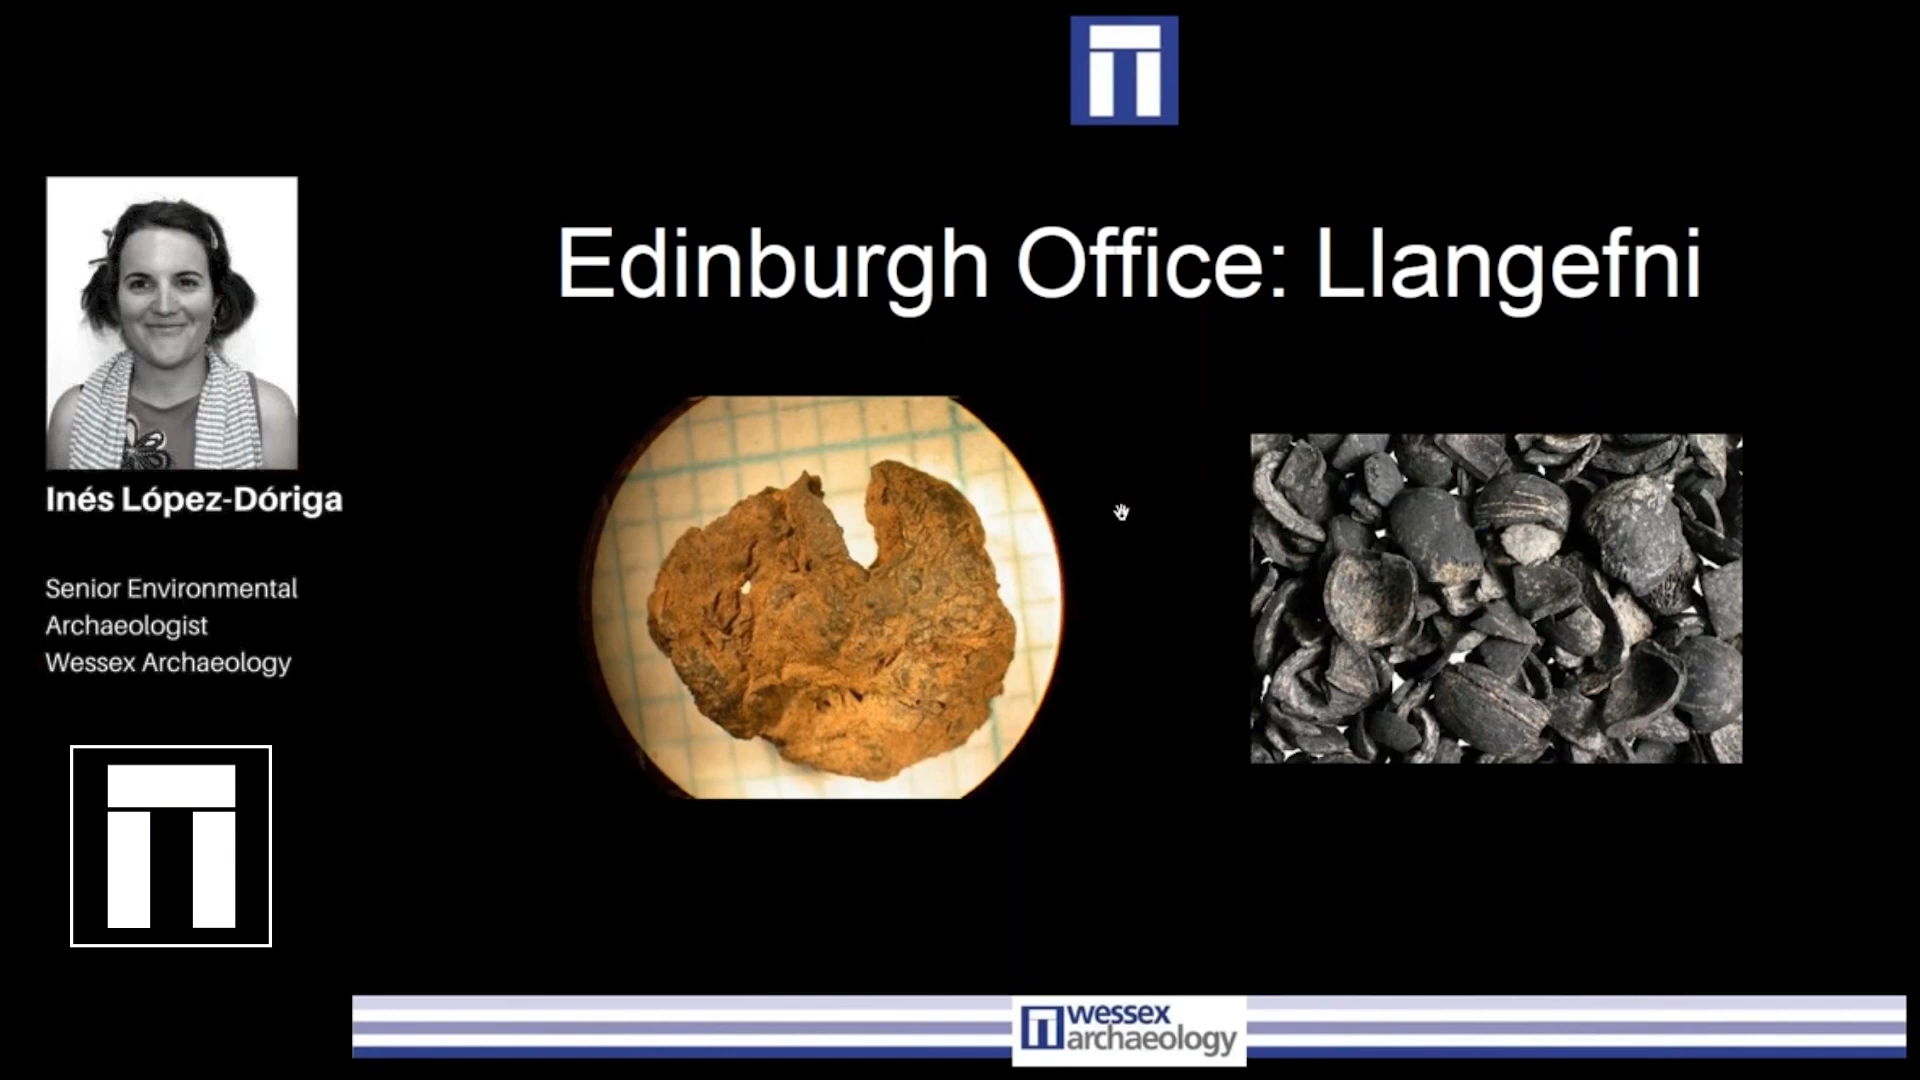 Edinburgh Office: Llangefni
Inés López-Dóriga
Senior Environmental
Archaeologist
Wessex Archaeology
wessex
archaeology